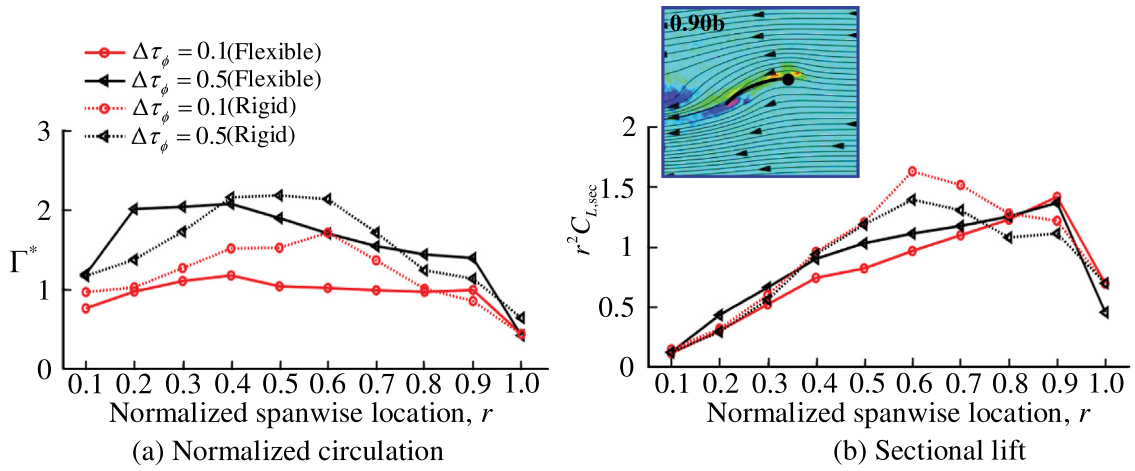 Δτ_ϕ = 0.1(Flexible)
Δτ_ϕ = 0.5(Flexible)
Δτ_ϕ = 0.1(Rigid)
Δτ_ϕ = 0.5(Rigid)
3
2
1
0
Γ*
0.1 0.2 0.3 0.4 0.5 0.6 0.7 0.8 0.9 1.0
Normalized spanwise location, r
(a) Normalized circulation
0.90b
2
1.5
1
0.5
0
r²C_L,sec
0.1 0.2 0.3 0.4 0.5 0.6 0.7 0.8 0.9 1.0
Normalized spanwise location, r
(b) Sectional lift